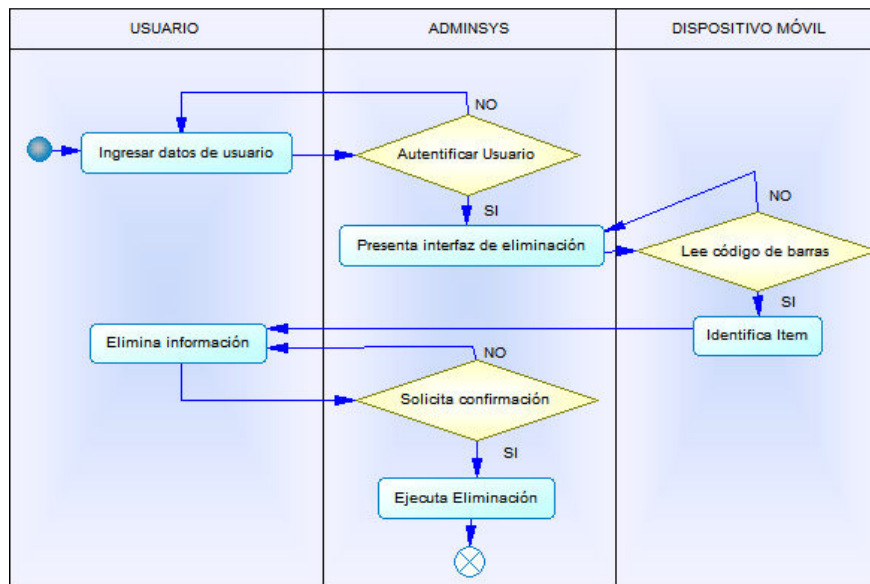 USUARIO
ADMINSYS
DISPOSITIVO MÓVIL
NO
Ingresar datos de usuario
Autentificar Usuario
NO
SI
Presenta interfaz de eliminación
Lee código de barras
SI
Elimina información
Identifica Item
NO
Solicita confirmación
SI
Ejecuta Eliminación